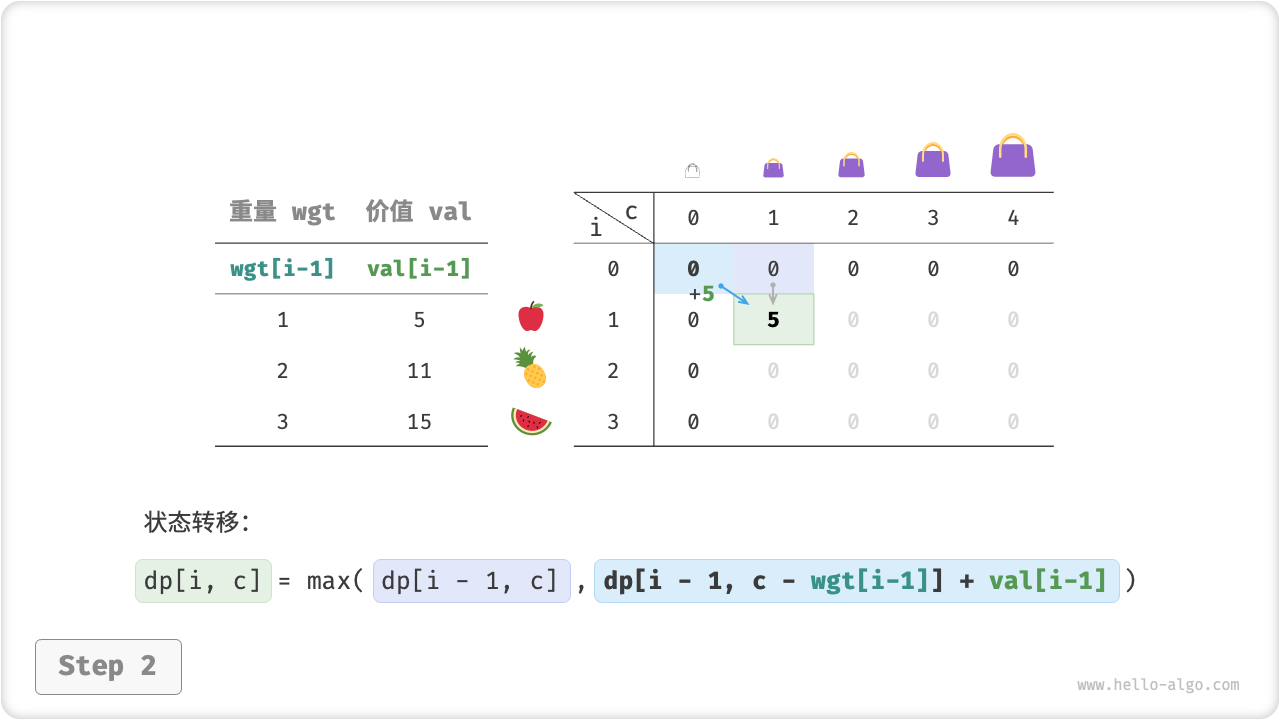 重量 wgt 价值 val
wgt[i-1] val[i-1]
1 5
2 11
3 15
i c 0 1 2 3 4
0 0 0 0 0 0
+5
1 0 5 0 0 0
2 0 0 0 0 0
3 0 0 0 0 0
状态转移：
dp[i, c] = max( dp[i - 1, c] , dp[i - 1, c - wgt[i-1]] + val[i-1] )
Step 2
www.hello-algo.com